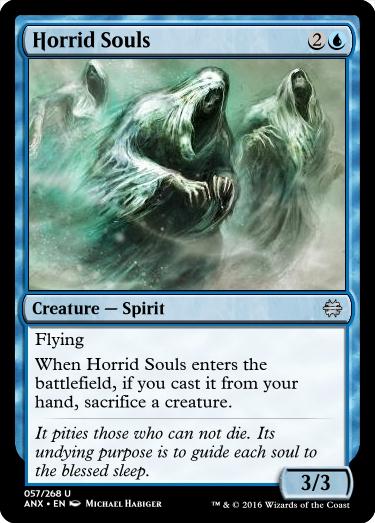 Horrid Souls 2
Creature — Spirit
Flying
When Horrid Souls enters the
battlefield, if you cast it from your
hand, sacrifice a creature.
It pities those who can not die. Its
undying purpose is to guide each soul to
the blessed sleep.
3/3
057/268 U
ANX • EN Michael Habiger
™ & © 2016 Wizards of the Coast